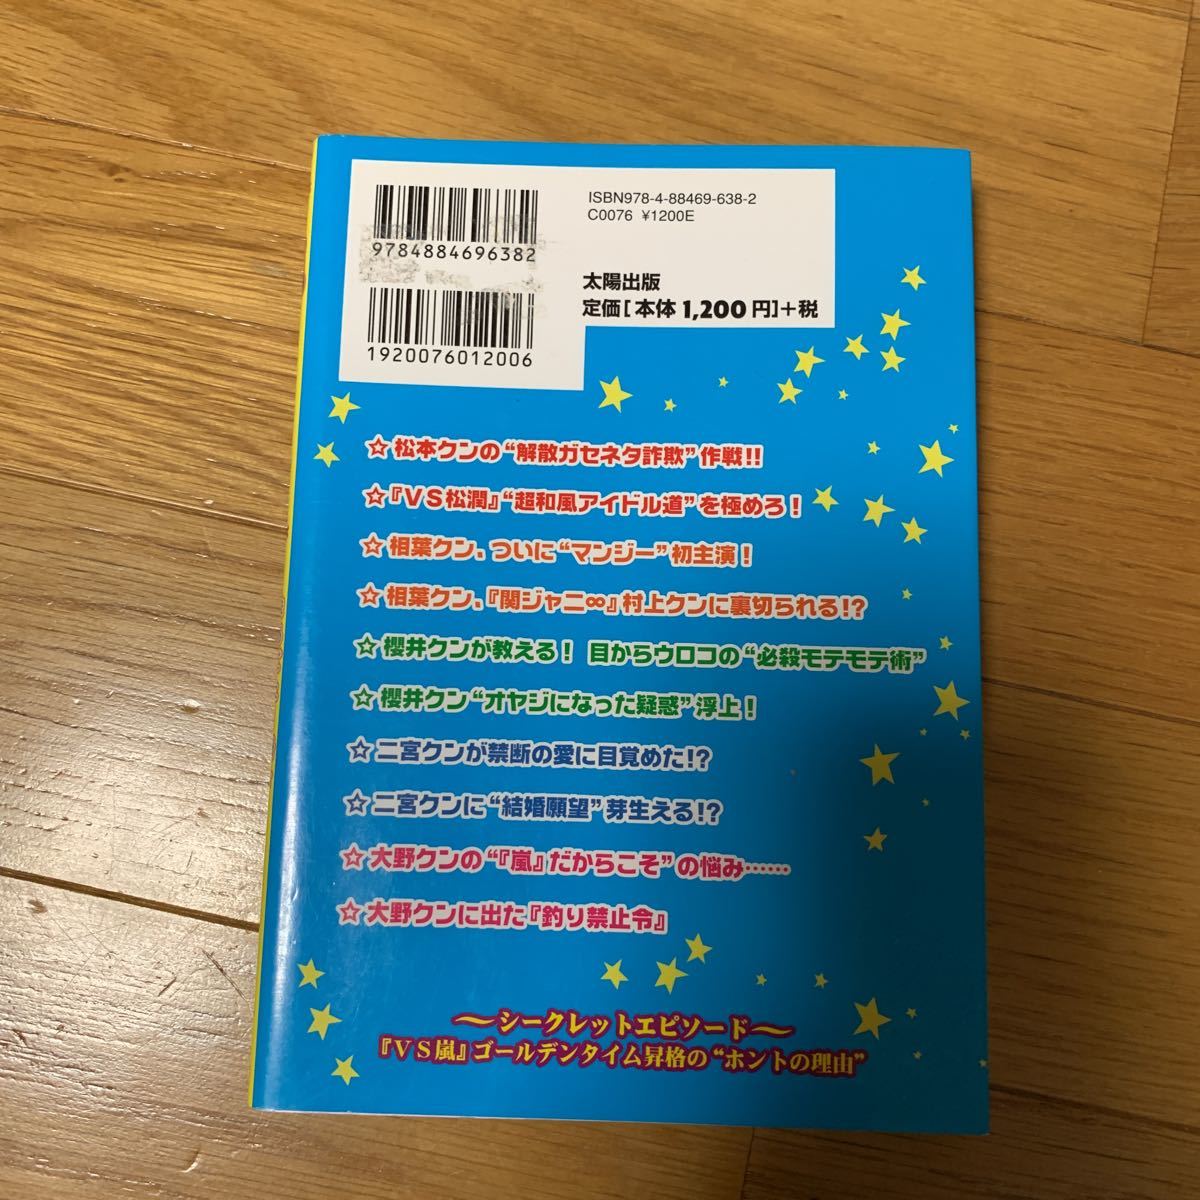 ISBN978-4-88469-638-2
C0076 ¥1200E
9784884696382
太陽出版
定価[本体1,200円]+税
1920076012006
☆松本クンの“解散ガセネタ詐欺”作戦!!
☆『VS松潤』“超和風アイドル道”を極めろ!
☆相葉クン、ついに“マンジー”初主演!
☆相葉クン、『関ジャニ∞』村上クンに裏切られる!?
☆櫻井クンが教える! 目からウロコの“必殺モテモテ術”
☆櫻井クン“オヤジになった疑惑”浮上!
☆二宮クンが禁断の愛に目覚めた!?
☆二宮クンに“結婚願望”芽生える!?
☆大野クンの“『嵐』だからこそ”の悩み……
☆大野クンに出た『釣り禁止令』
〜シークレットエピソード〜
『VS嵐』ゴールデンタイム昇格の“ホントの理由”